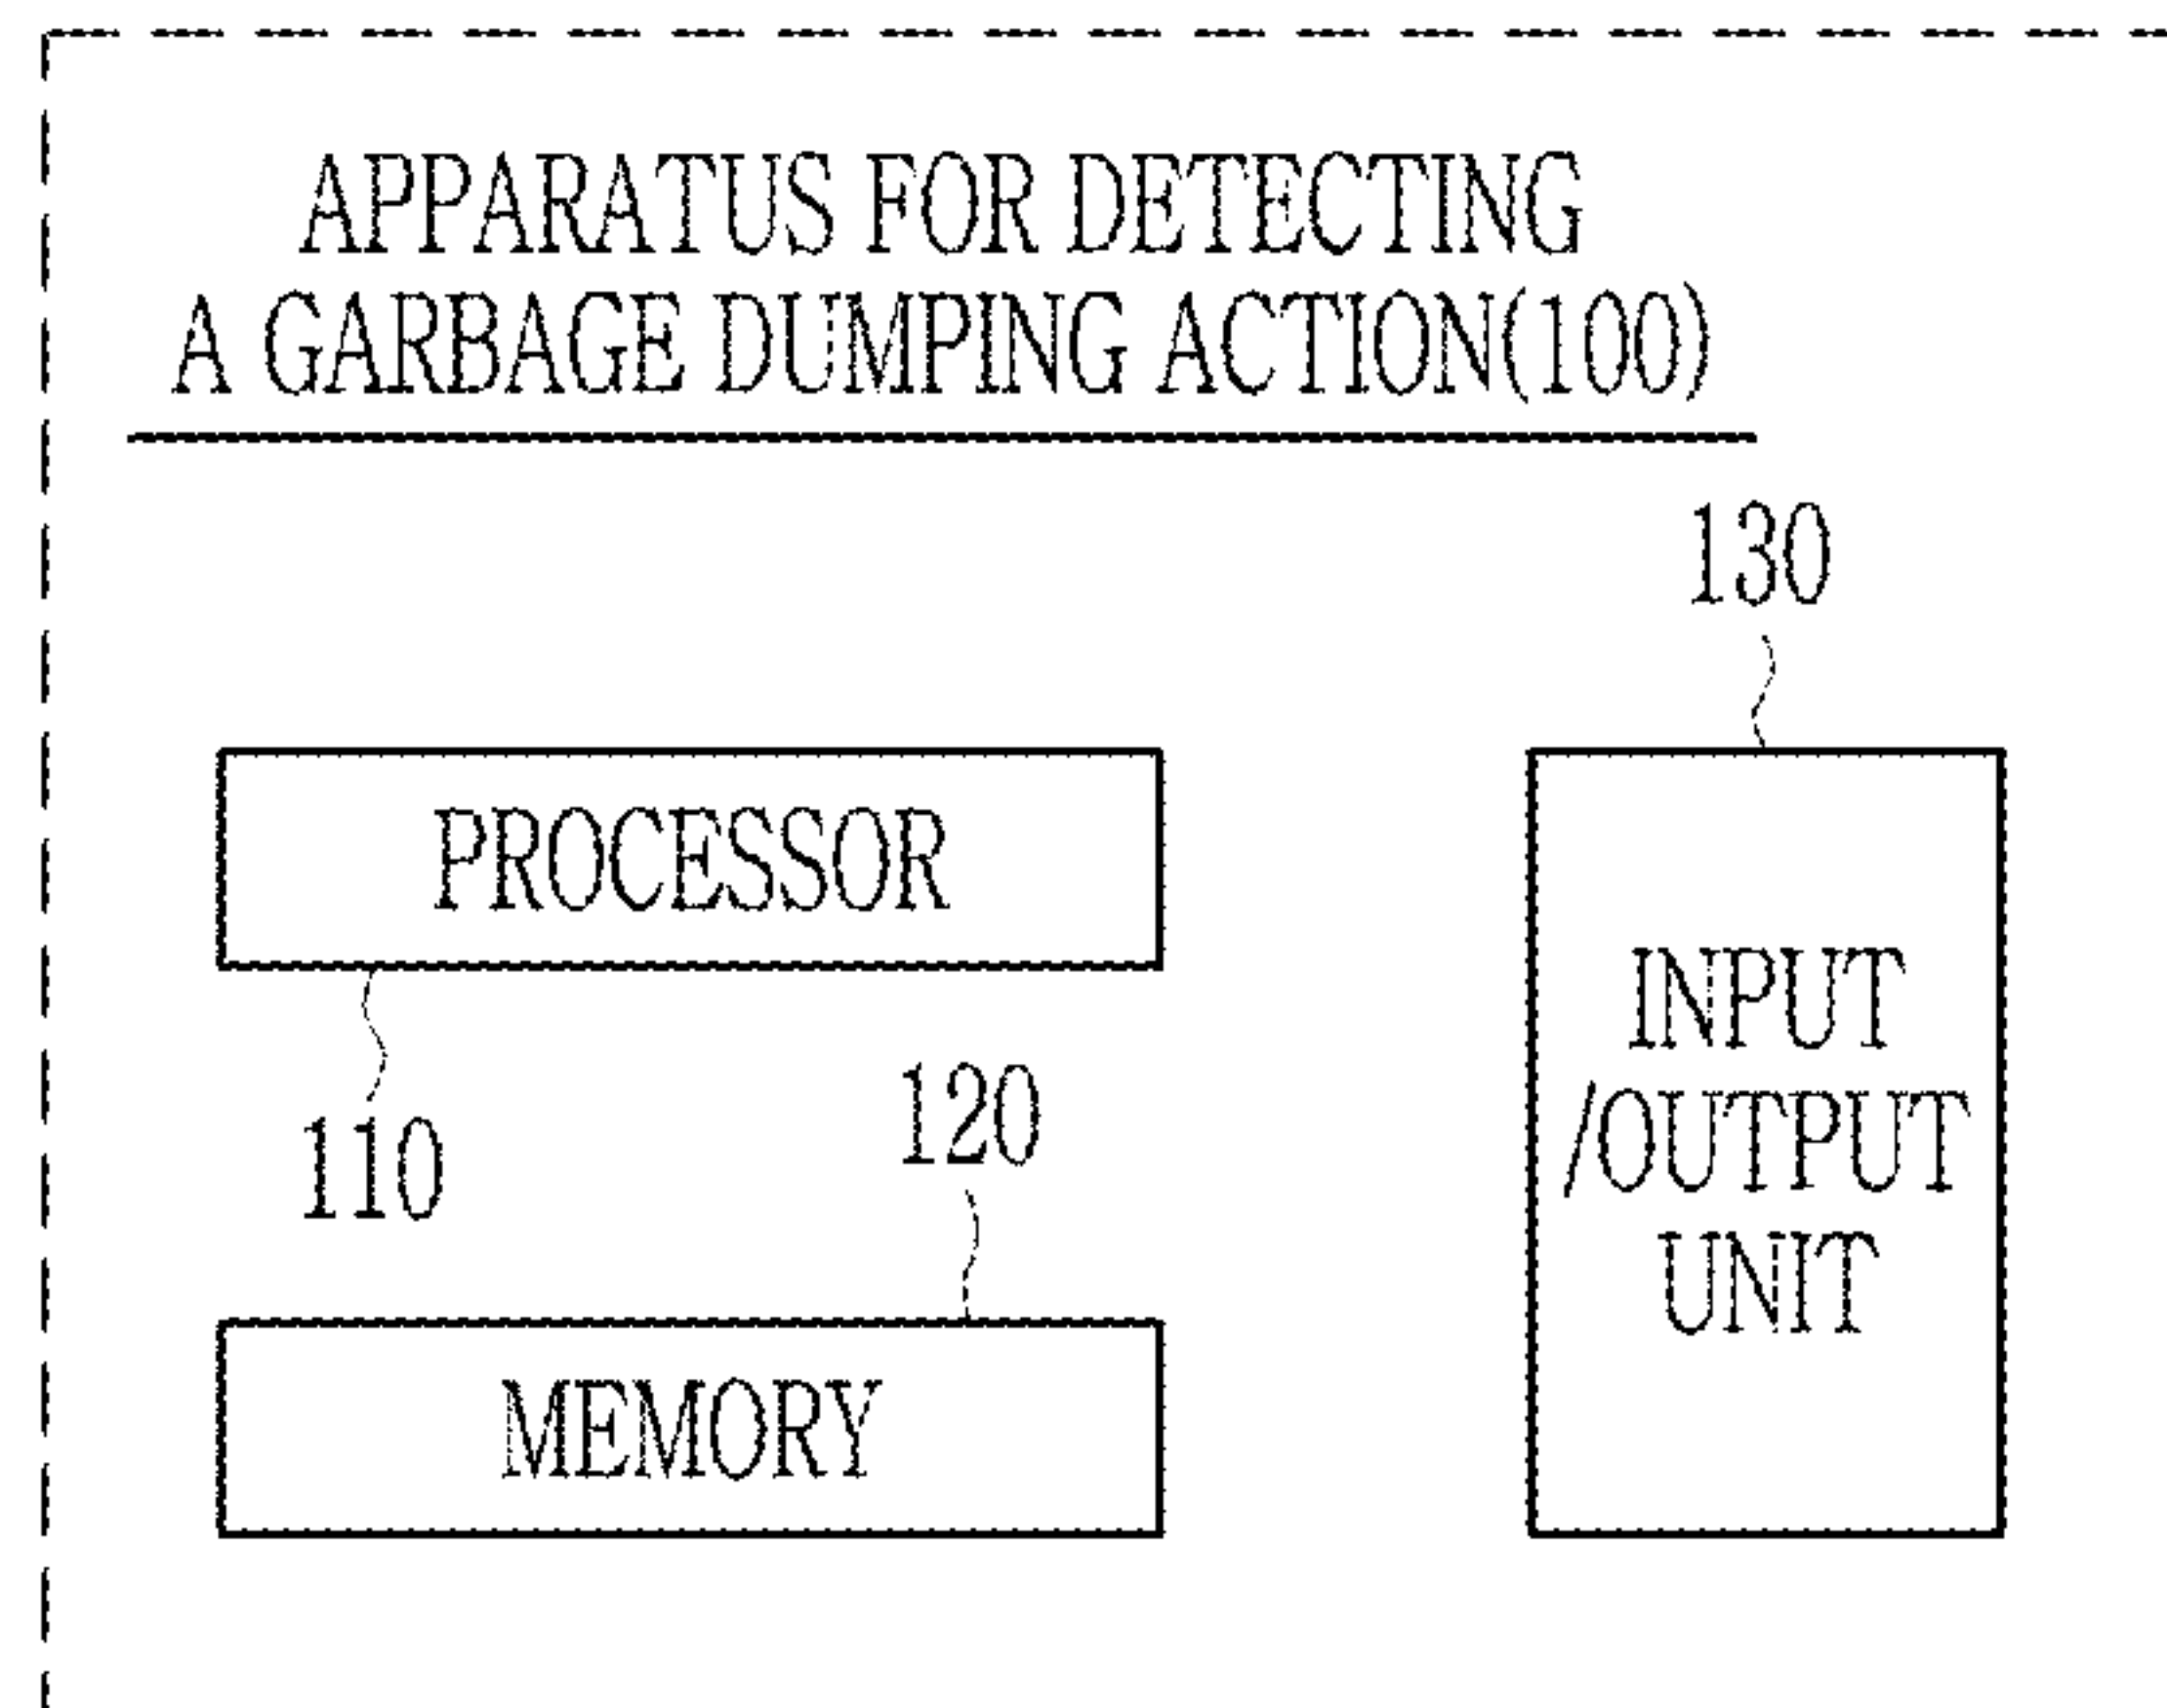 APPARATUS FOR DETECTING
A GARBAGE DUMPING ACTION(100)
130
PROCESSOR
110
120
MEMORY
INPUT
/OUTPUT
UNIT